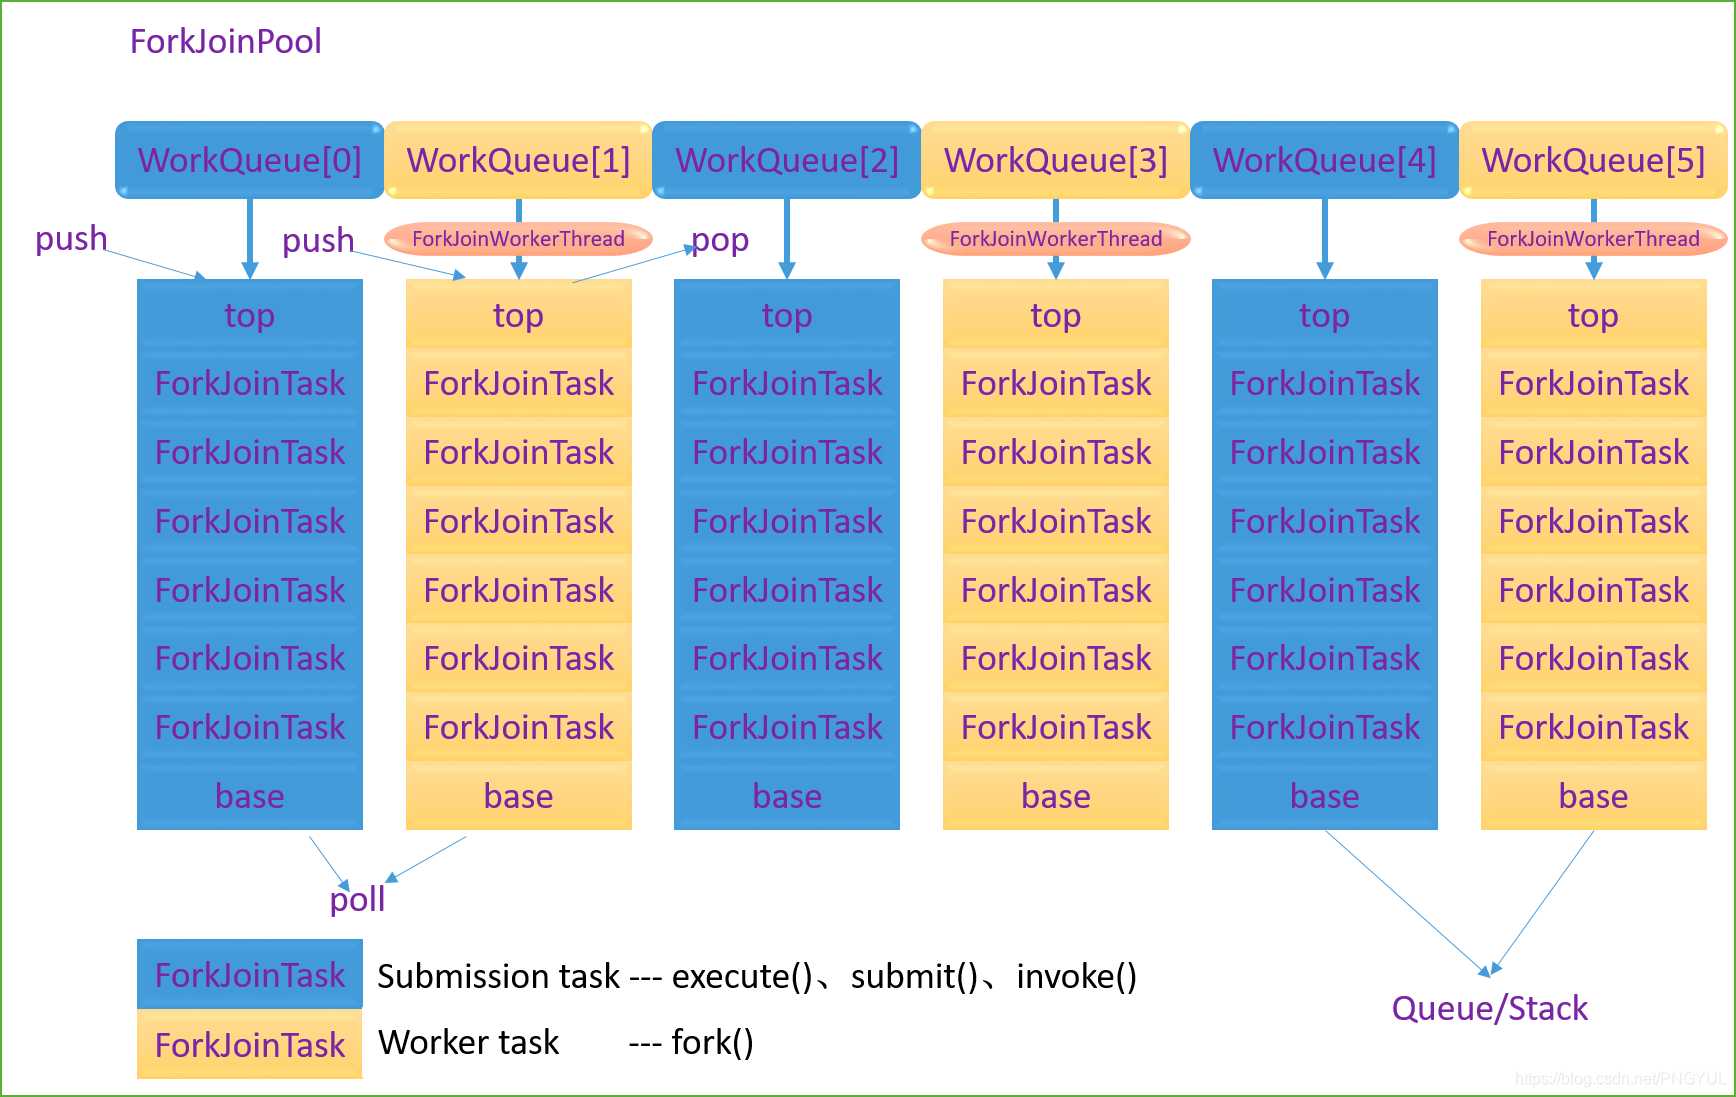 ForkJoinPool
WorkQueue[0] WorkQueue[1] WorkQueue[2] WorkQueue[3] WorkQueue[4] WorkQueue[5]
push push ForkJoinWorkerThread pop ForkJoinWorkerThread ForkJoinWorkerThread
top top top top top top
ForkJoinTask ForkJoinTask ForkJoinTask ForkJoinTask ForkJoinTask ForkJoinTask
ForkJoinTask ForkJoinTask ForkJoinTask ForkJoinTask ForkJoinTask ForkJoinTask
ForkJoinTask ForkJoinTask ForkJoinTask ForkJoinTask ForkJoinTask ForkJoinTask
ForkJoinTask ForkJoinTask ForkJoinTask ForkJoinTask ForkJoinTask ForkJoinTask
ForkJoinTask ForkJoinTask ForkJoinTask ForkJoinTask ForkJoinTask ForkJoinTask
ForkJoinTask ForkJoinTask ForkJoinTask ForkJoinTask ForkJoinTask ForkJoinTask
base base base base base base
poll
ForkJoinTask Submission task --- execute()、submit()、invoke()
Queue/Stack
ForkJoinTask Worker task --- fork()
https://blog.csdn.net/PNGYUL